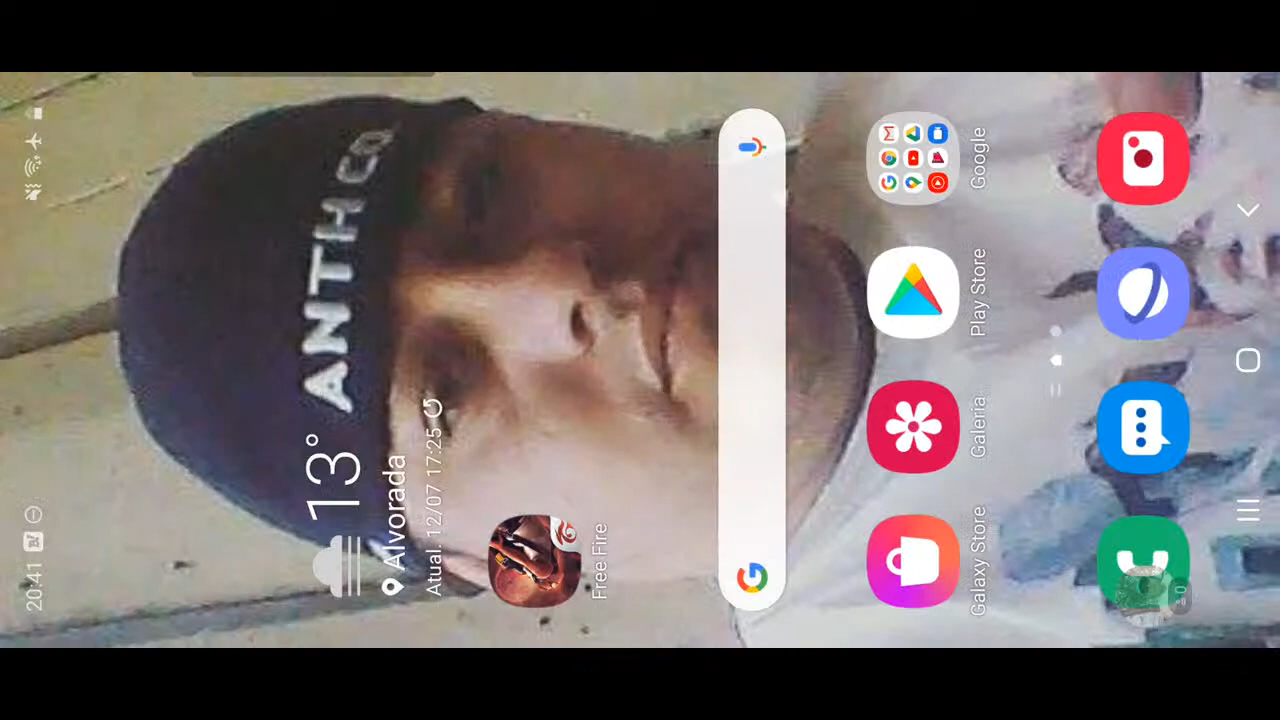 20:41
ANTH CO
13°
Alvorada
Atual. 12/07 17:25
Free Fire
Galaxy Store
Galeria
Play Store
Google